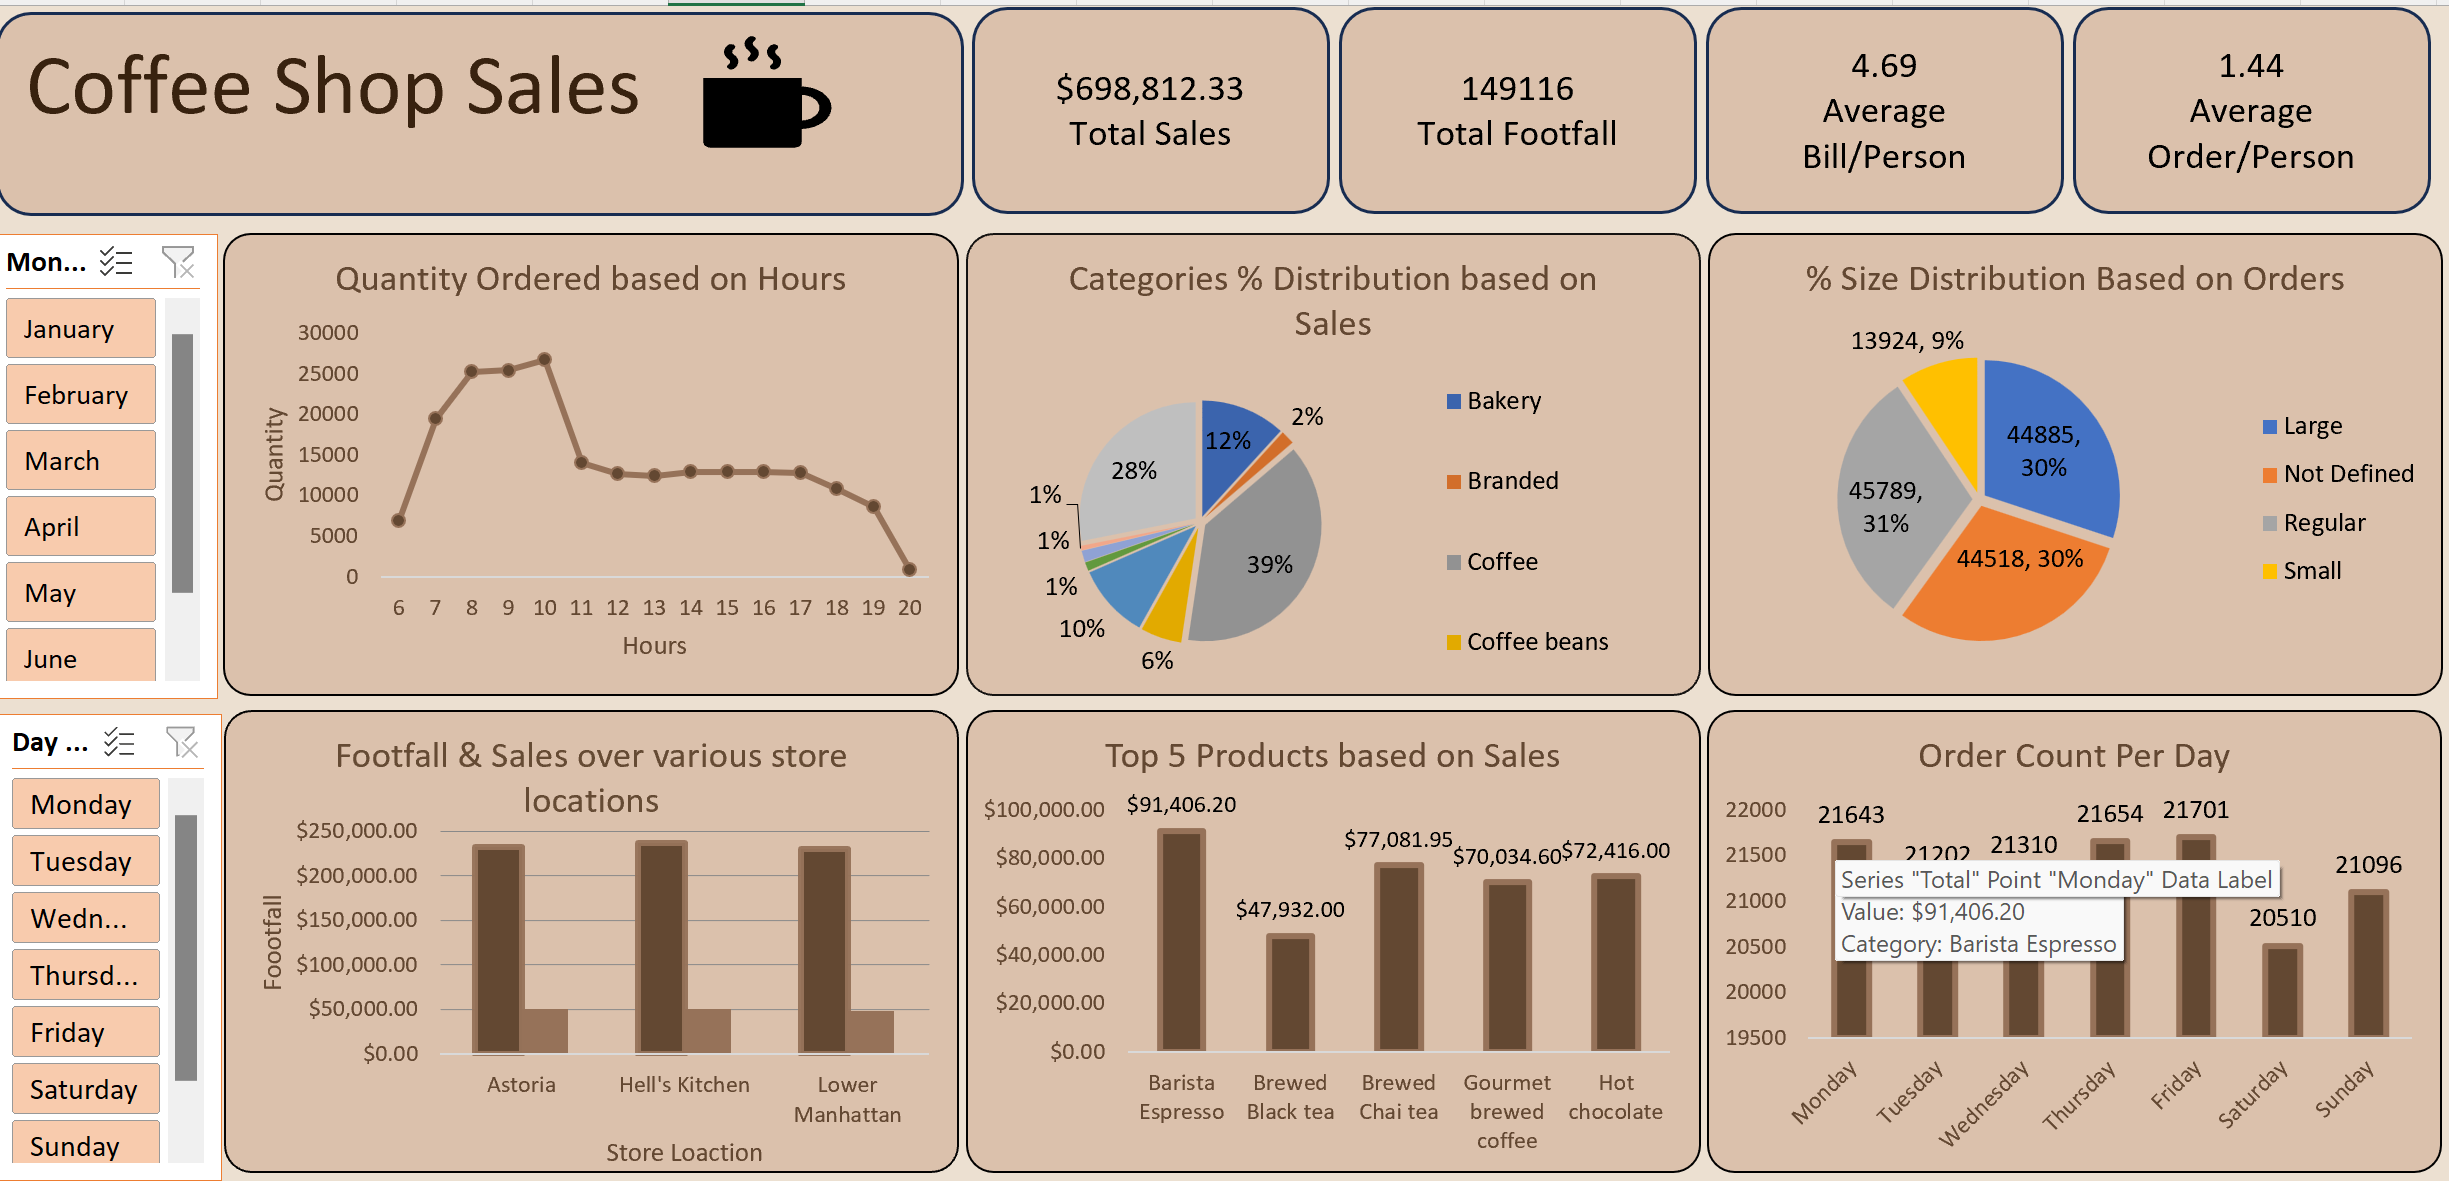 Coffee Shop Sales
$698,812.33
Total Sales
149116
Total Footfall
4.69
Average
Bill/Person
1.44
Average
Order/Person
Mon...
January
February
March
April
May
June
Quantity Ordered based on Hours
Quantity
30000
25000
20000
15000
10000
5000
0
6 7 8 9 10 11 12 13 14 15 16 17 18 19 20
Hours
Categories % Distribution based on
Sales
12%
2%
39%
6%
10%
1%
1%
1%
28%
Bakery
Branded
Coffee
Coffee beans
% Size Distribution Based on Orders
13924, 9%
44885,
30%
44518, 30%
45789,
31%
Large
Not Defined
Regular
Small
Day ...
Monday
Tuesday
Wedn...
Thursd...
Friday
Saturday
Sunday
Footfall & Sales over various store
locations
Foootfall
$250,000.00
$200,000.00
$150,000.00
$100,000.00
$50,000.00
$0.00
Astoria
Hell's Kitchen
Lower
Manhattan
Store Loaction
Top 5 Products based on Sales
$100,000.00
$80,000.00
$60,000.00
$40,000.00
$20,000.00
$0.00
$91,406.20
$47,932.00
$77,081.95
$70,034.60
$72,416.00
Barista
Espresso
Brewed
Black tea
Brewed
Chai tea
Gourmet
brewed
coffee
Hot
chocolate
Order Count Per Day
22000
21500
21000
20500
20000
19500
21643
21202
21310
21654
21701
20510
21096
Series "Total" Point "Monday" Data Label
Value: $91,406.20
Category: Barista Espresso
Monday
Tuesday
Wednesday
Thursday
Friday
Saturday
Sunday